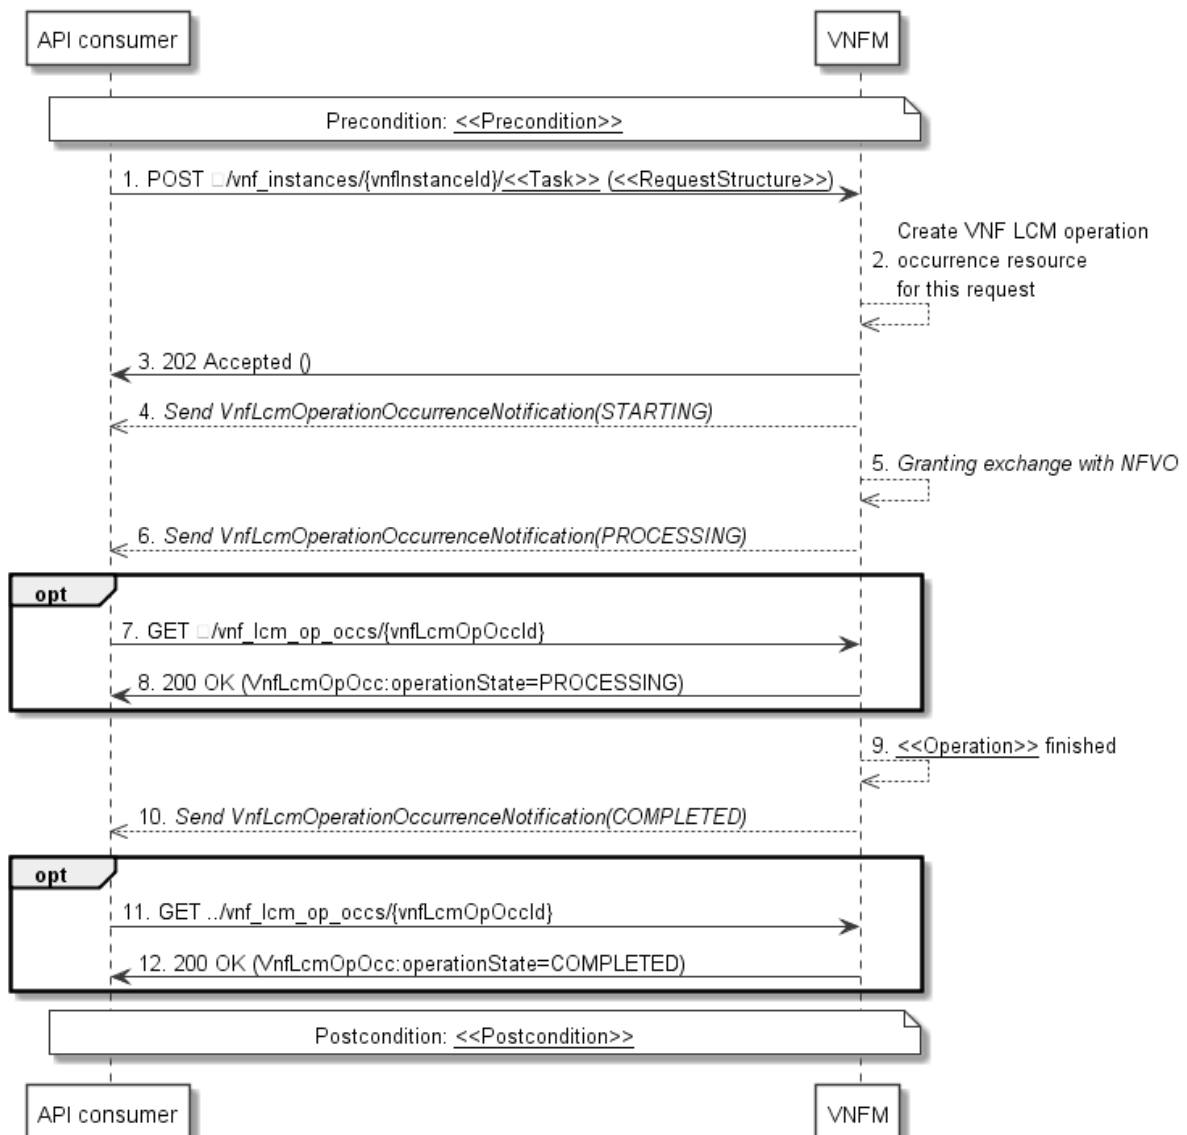 API consumer
VNFM
Precondition: <<Precondition>>
1. POST □/vnf_instances/{vnfInstanceId}/<<Task>> (<<RequestStructure>>)
Create VNF LCM operation
2. occurrence resource
for this request
3. 202 Accepted ()
4. Send VnfLcmOperationOccurrenceNotification(STARTING)
5. Granting exchange with NFVO
6. Send VnfLcmOperationOccurrenceNotification(PROCESSING)
opt
7. GET □/vnf_lcm_op_occs/{vnfLcmOpOccId}
8. 200 OK (VnfLcmOpOcc:operationState=PROCESSING)
9. <<Operation>> finished
10. Send VnfLcmOperationOccurrenceNotification(COMPLETED)
opt
11. GET ../vnf_lcm_op_occs/{vnfLcmOpOccId}
12. 200 OK (VnfLcmOpOcc:operationState=COMPLETED)
Postcondition: <<Postcondition>>
API consumer
VNFM